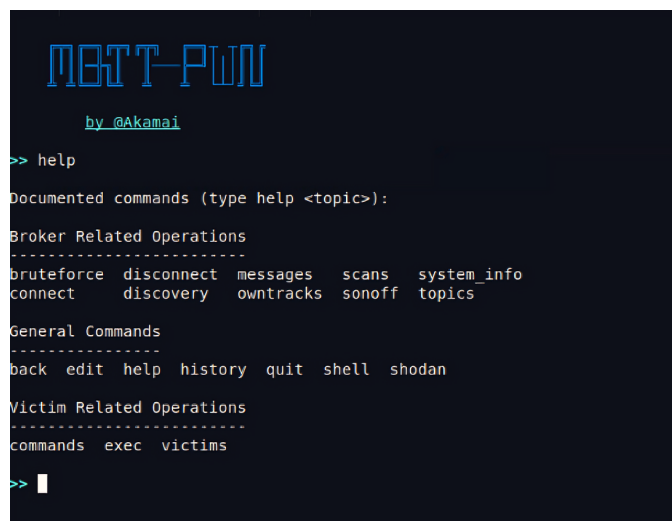 MQTT-PWN
by @Akamai
>> help
Documented commands (type help <topic>):
Broker Related Operations
-------------------------
bruteforce  disconnect  messages   scans   system_info
connect     discovery   owntracks  sonoff  topics
General Commands
----------------
back  edit  help  history  quit  shell  shodan
Victim Related Operations
-------------------------
commands  exec  victims
>>